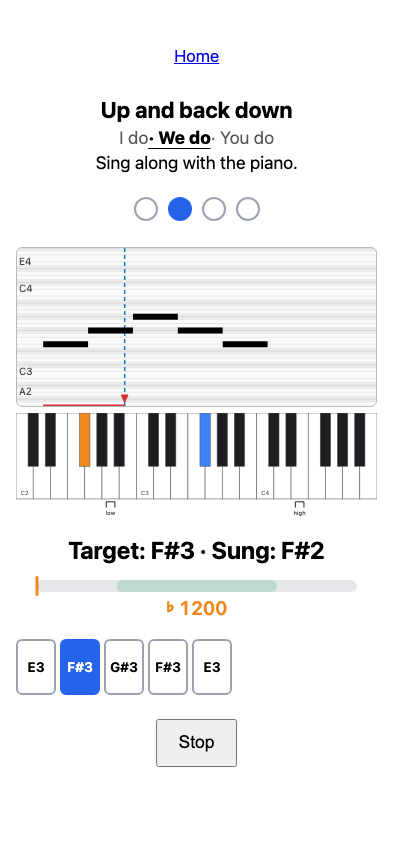 Home
Up and back down
I do· We do· You do
Sing along with the piano.
E4
C4
C3
A2
C2
C3
C4
low
high
Target: F#3 · Sung: F#2
♭ 1200
E3 F#3 G#3 F#3 E3
Stop